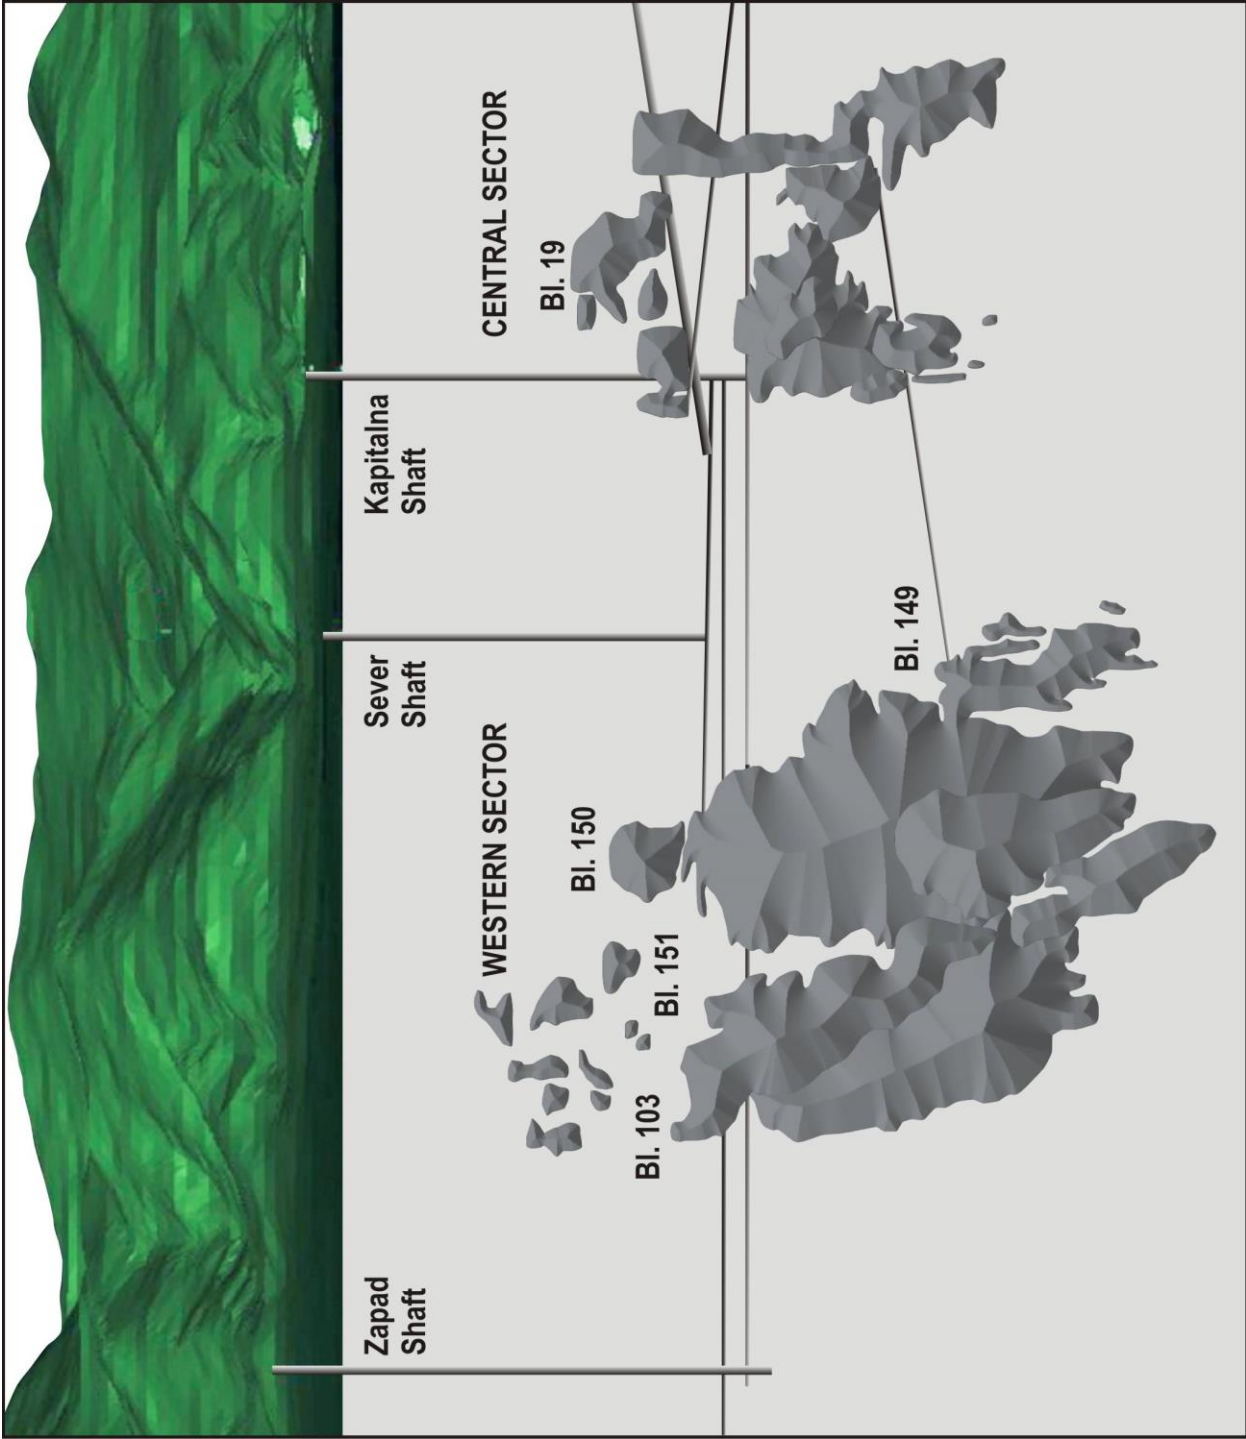 Zapad
Shaft
Sever
Shaft
Kapitalna
Shaft
WESTERN SECTOR
CENTRAL SECTOR
Bl. 19
Bl. 150
Bl. 103
Bl. 151
Bl. 149